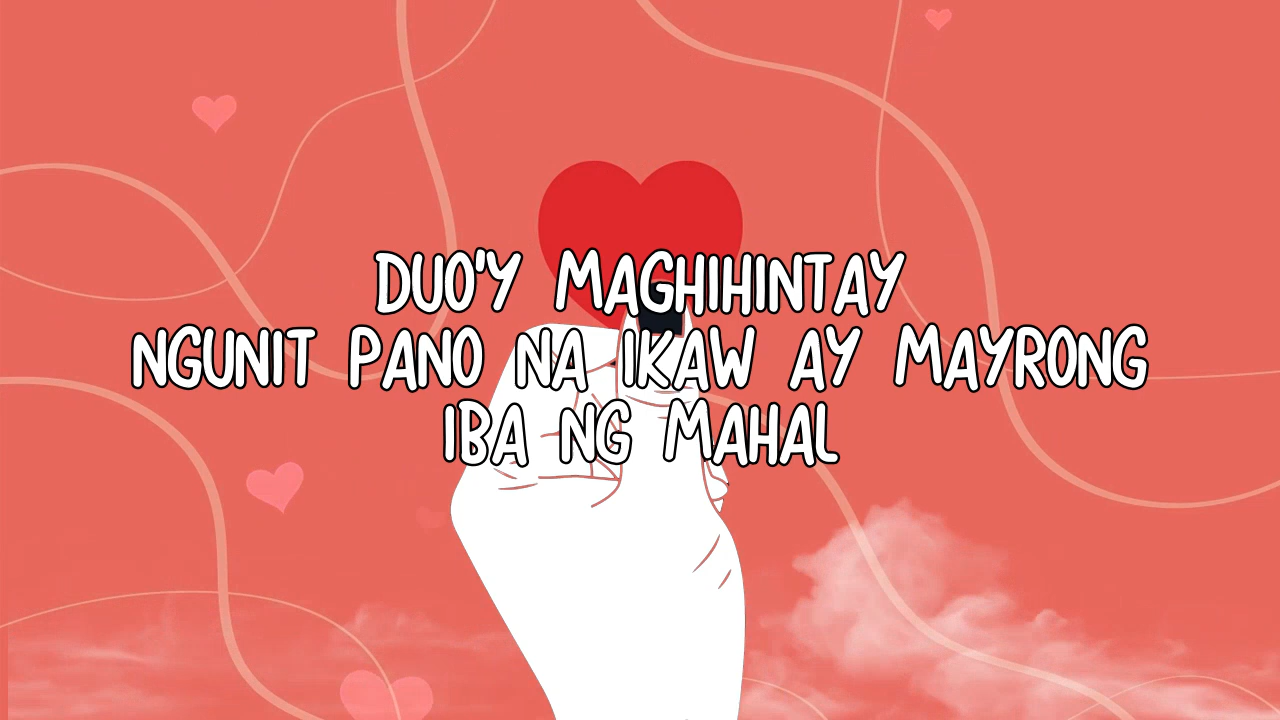 DUO'Y MAGHIHINTAY
NGUNIT PANO NA IKAW AY MAYRONG
IBA NG MAHAL